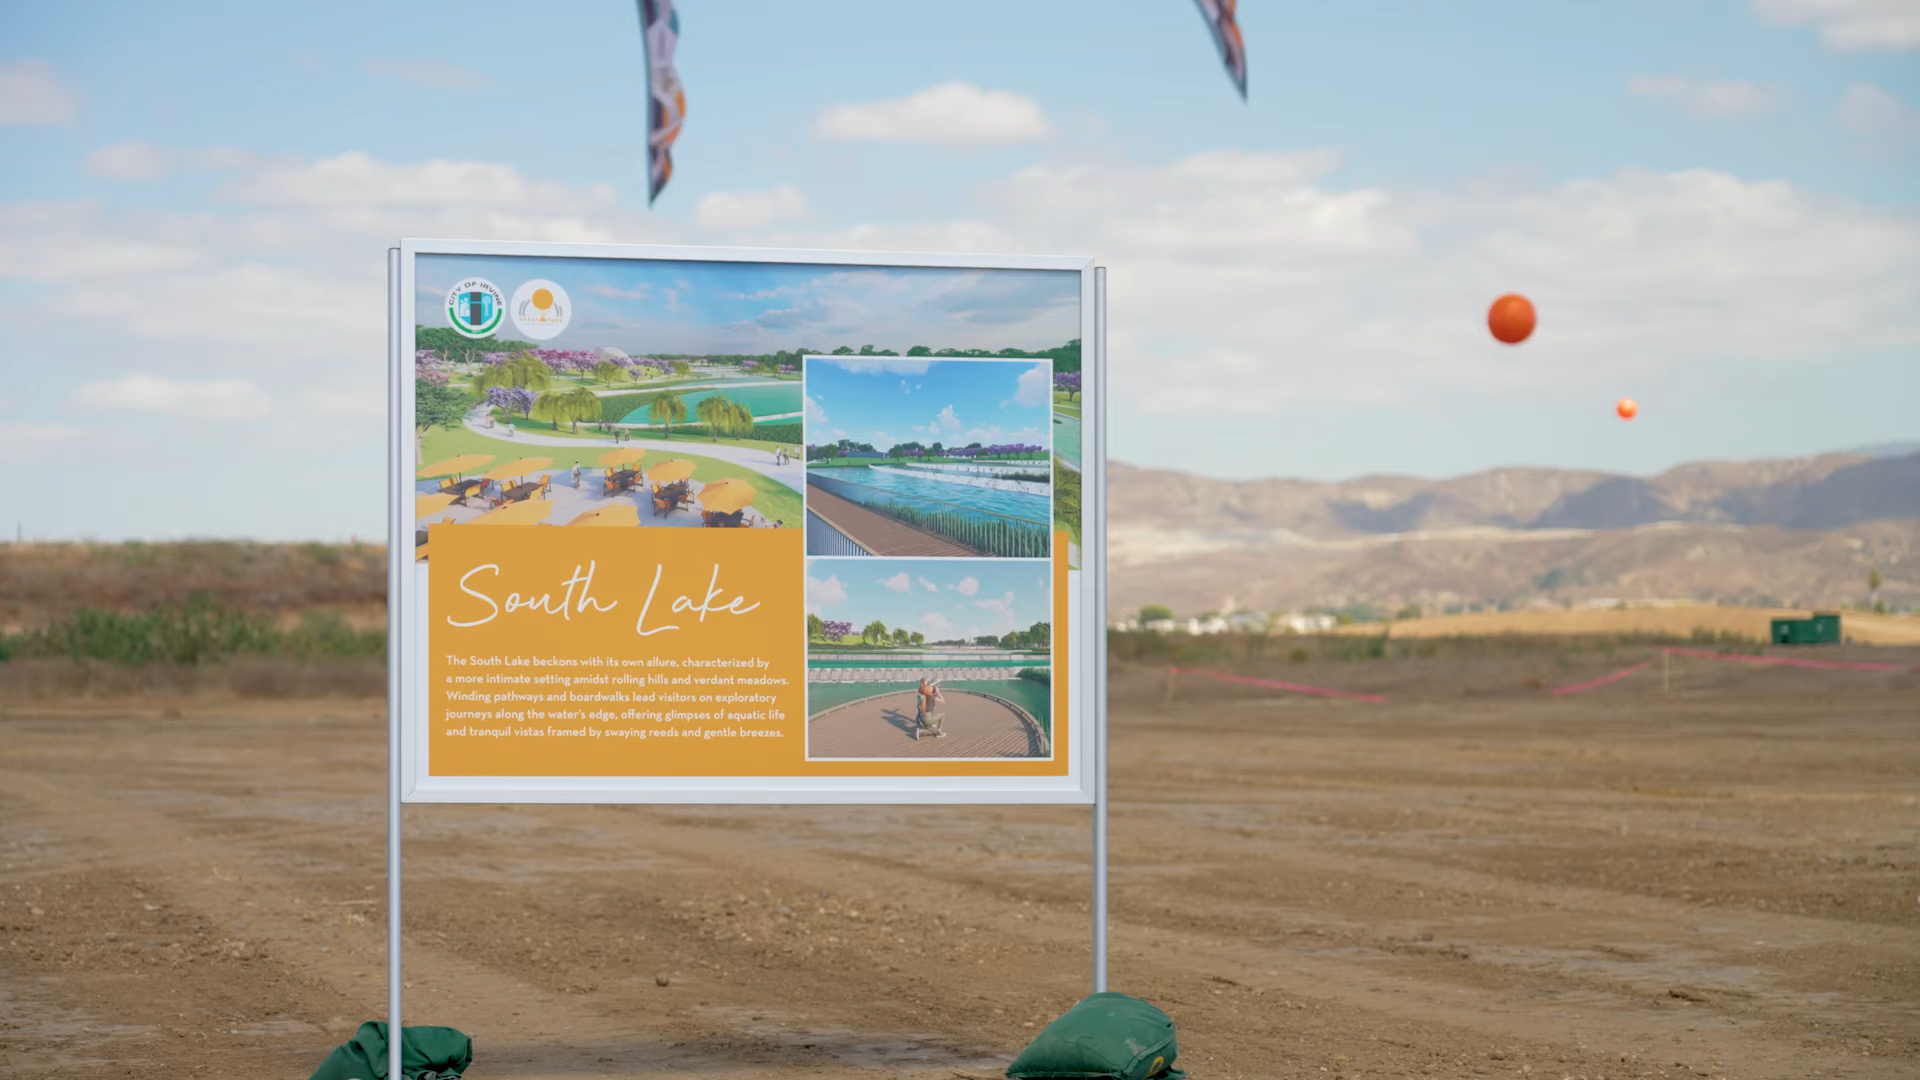 CITY OF IRVINE
South Lake
The South Lake beckons with its own allure, characterized by
a more intimate setting amidst rolling hills and verdant meadows.
Winding pathways and boardwalks lead visitors on exploratory
journeys along the water's edge, offering glimpses of aquatic life
and tranquil vistas framed by swaying reeds and gentle breezes.